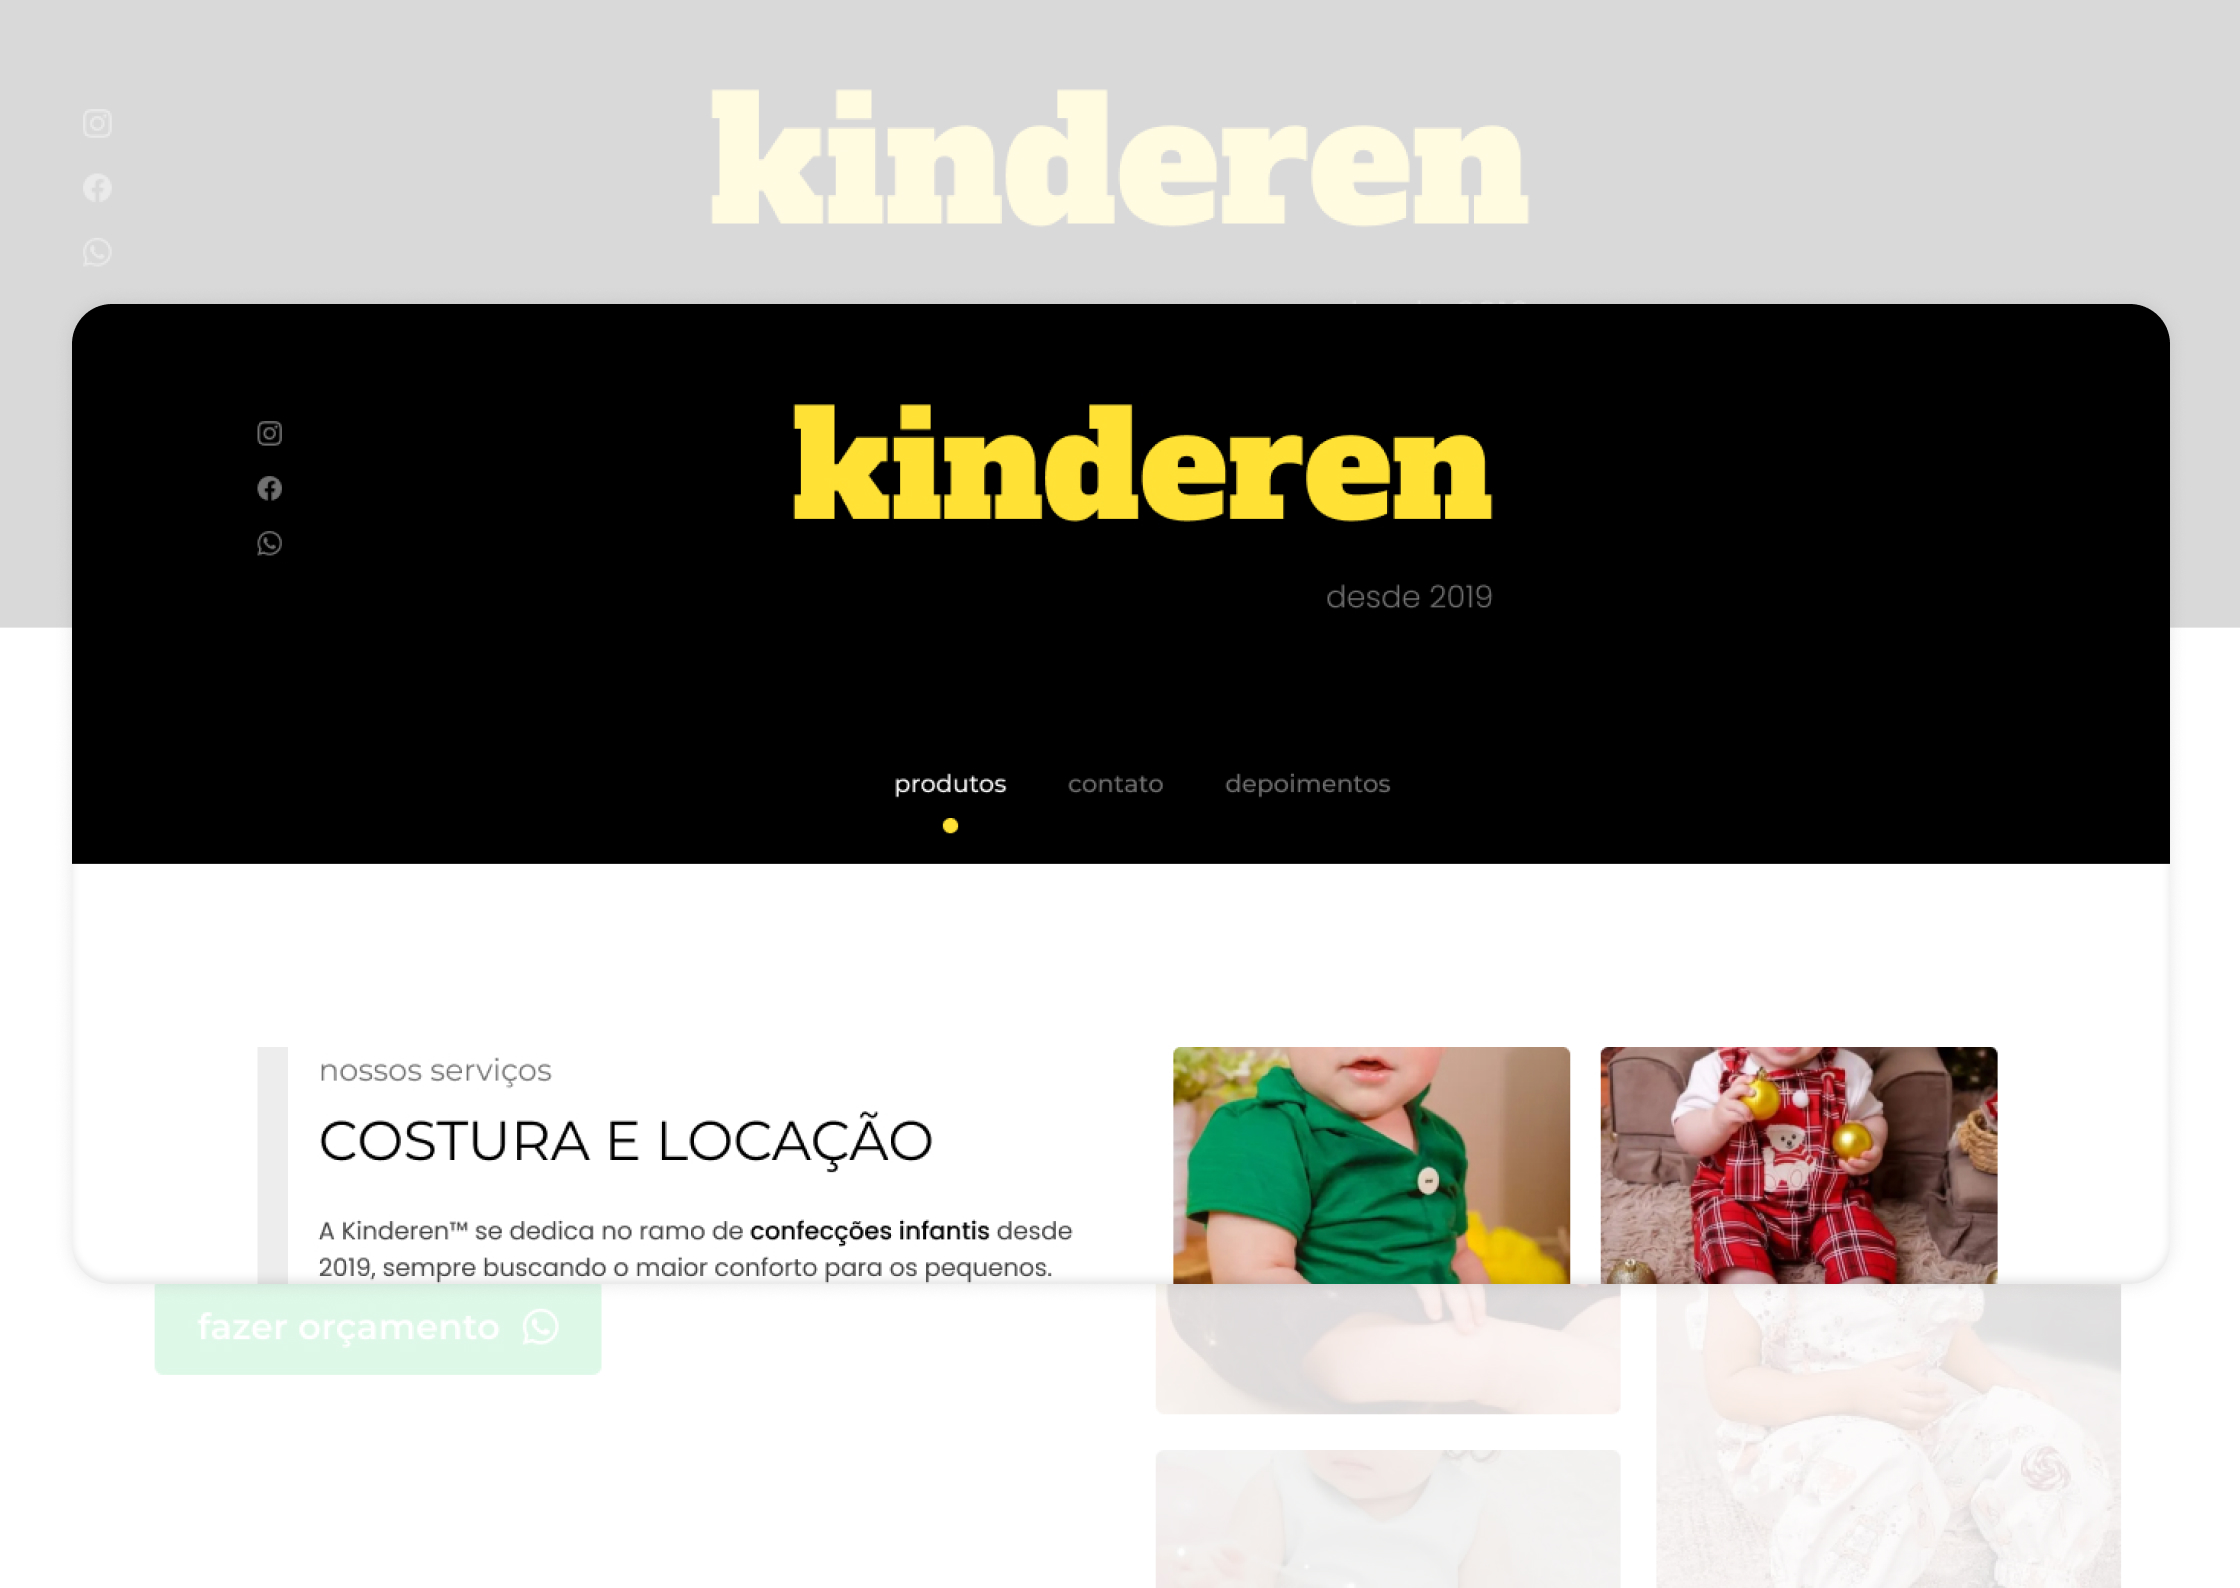 kinderen
kinderen
desde 2019
produtos contato depoimentos
nossos serviços
COSTURA E LOCAÇÃO
A Kinderen™ se dedica no ramo de confecções infantis desde
2019, sempre buscando o maior conforto para os pequenos.
fazer orçamento